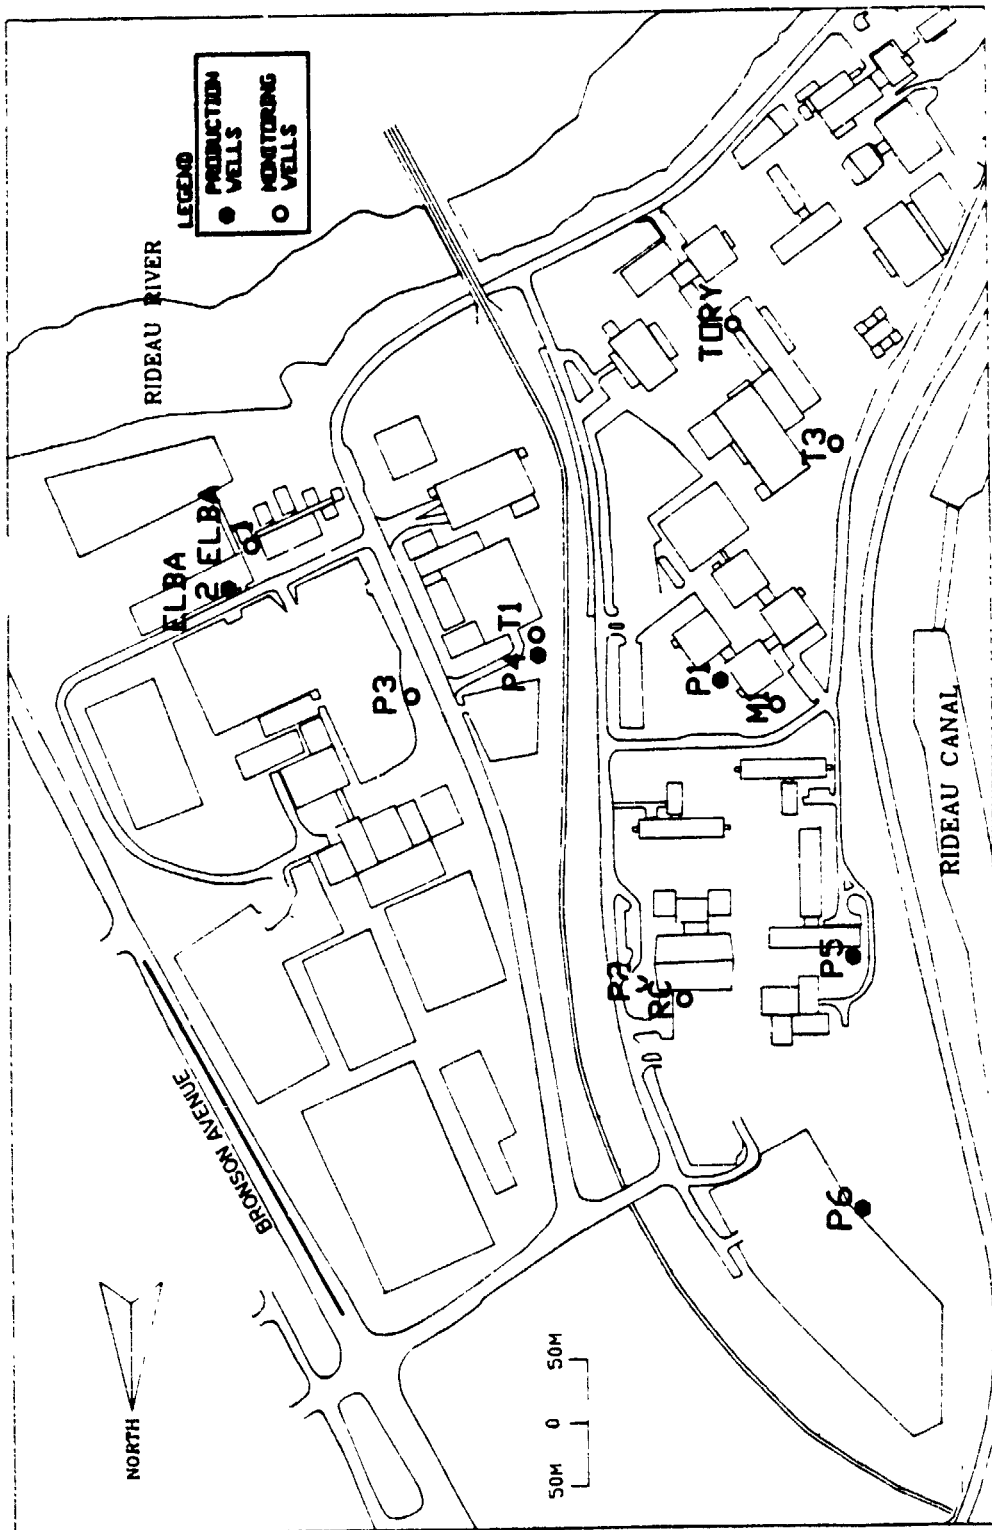 LEGEND
PRODUCTION
WELLS
MONITORING
WELLS
RIDEAU RIVER
ELBA
2
ELBA
1
TORY
T3
T1
P4
P3
P1
M1
P2
RC
P5
P6
RIDEAU CANAL
BRONSON AVENUE
NORTH
50M 0 50M